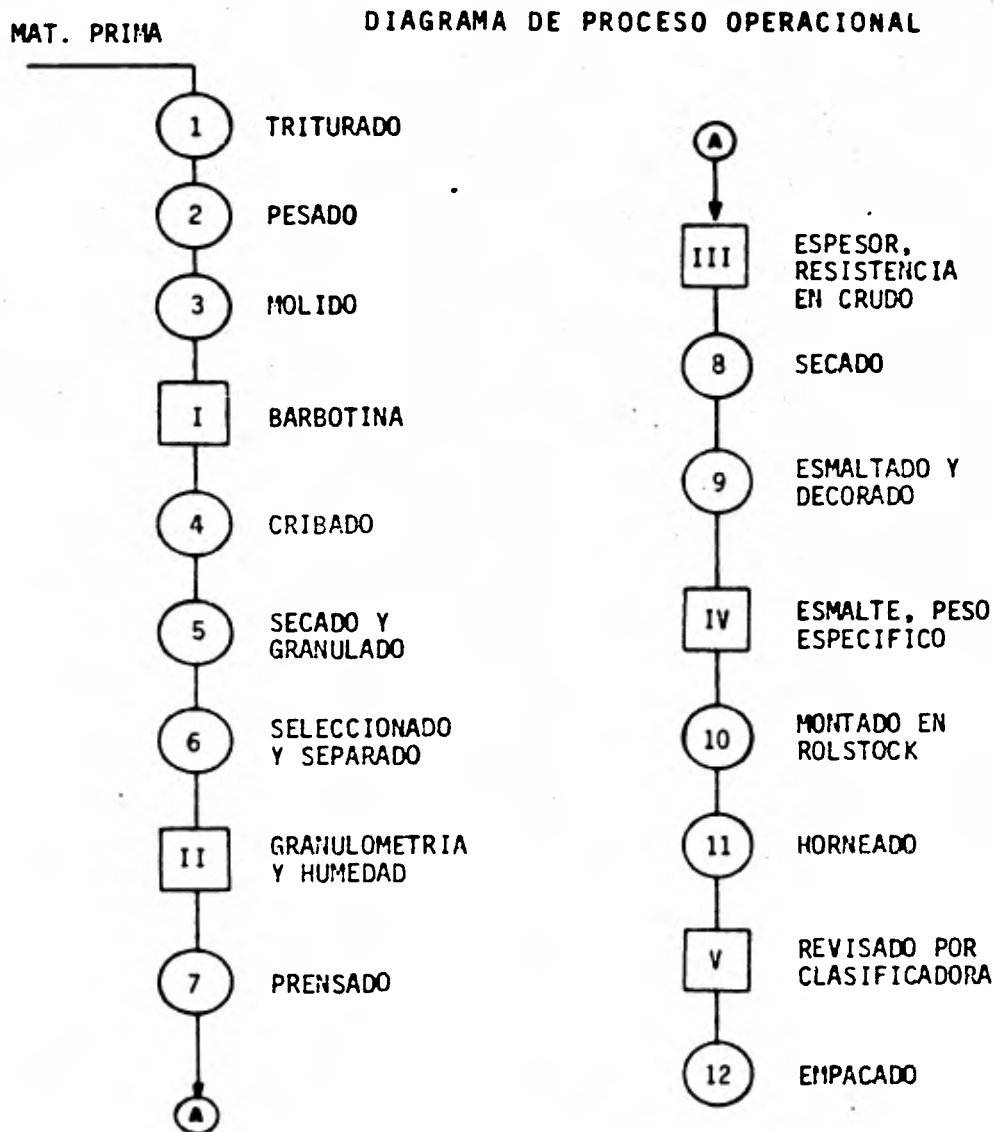 DIAGRAMA DE PROCESO OPERACIONAL
MAT. PRIMA
1 TRITURADO
2 PESADO
3 MOLIDO
I BARBOTINA
4 CRIBADO
5 SECADO Y
GRANULADO
6 SELECCIONADO
Y SEPARADO
II GRANULOMETRIA
Y HUMEDAD
7 PRENSADO
A
A
III ESPESOR,
RESISTENCIA
EN CRUDO
8 SECADO
9 ESMALTADO Y
DECORADO
IV ESMALTE, PESO
ESPECIFICO
10 MONTADO EN
ROLSTOCK
11 HORNEADO
V REVISADO POR
CLASIFICADORA
12 EMPACADO